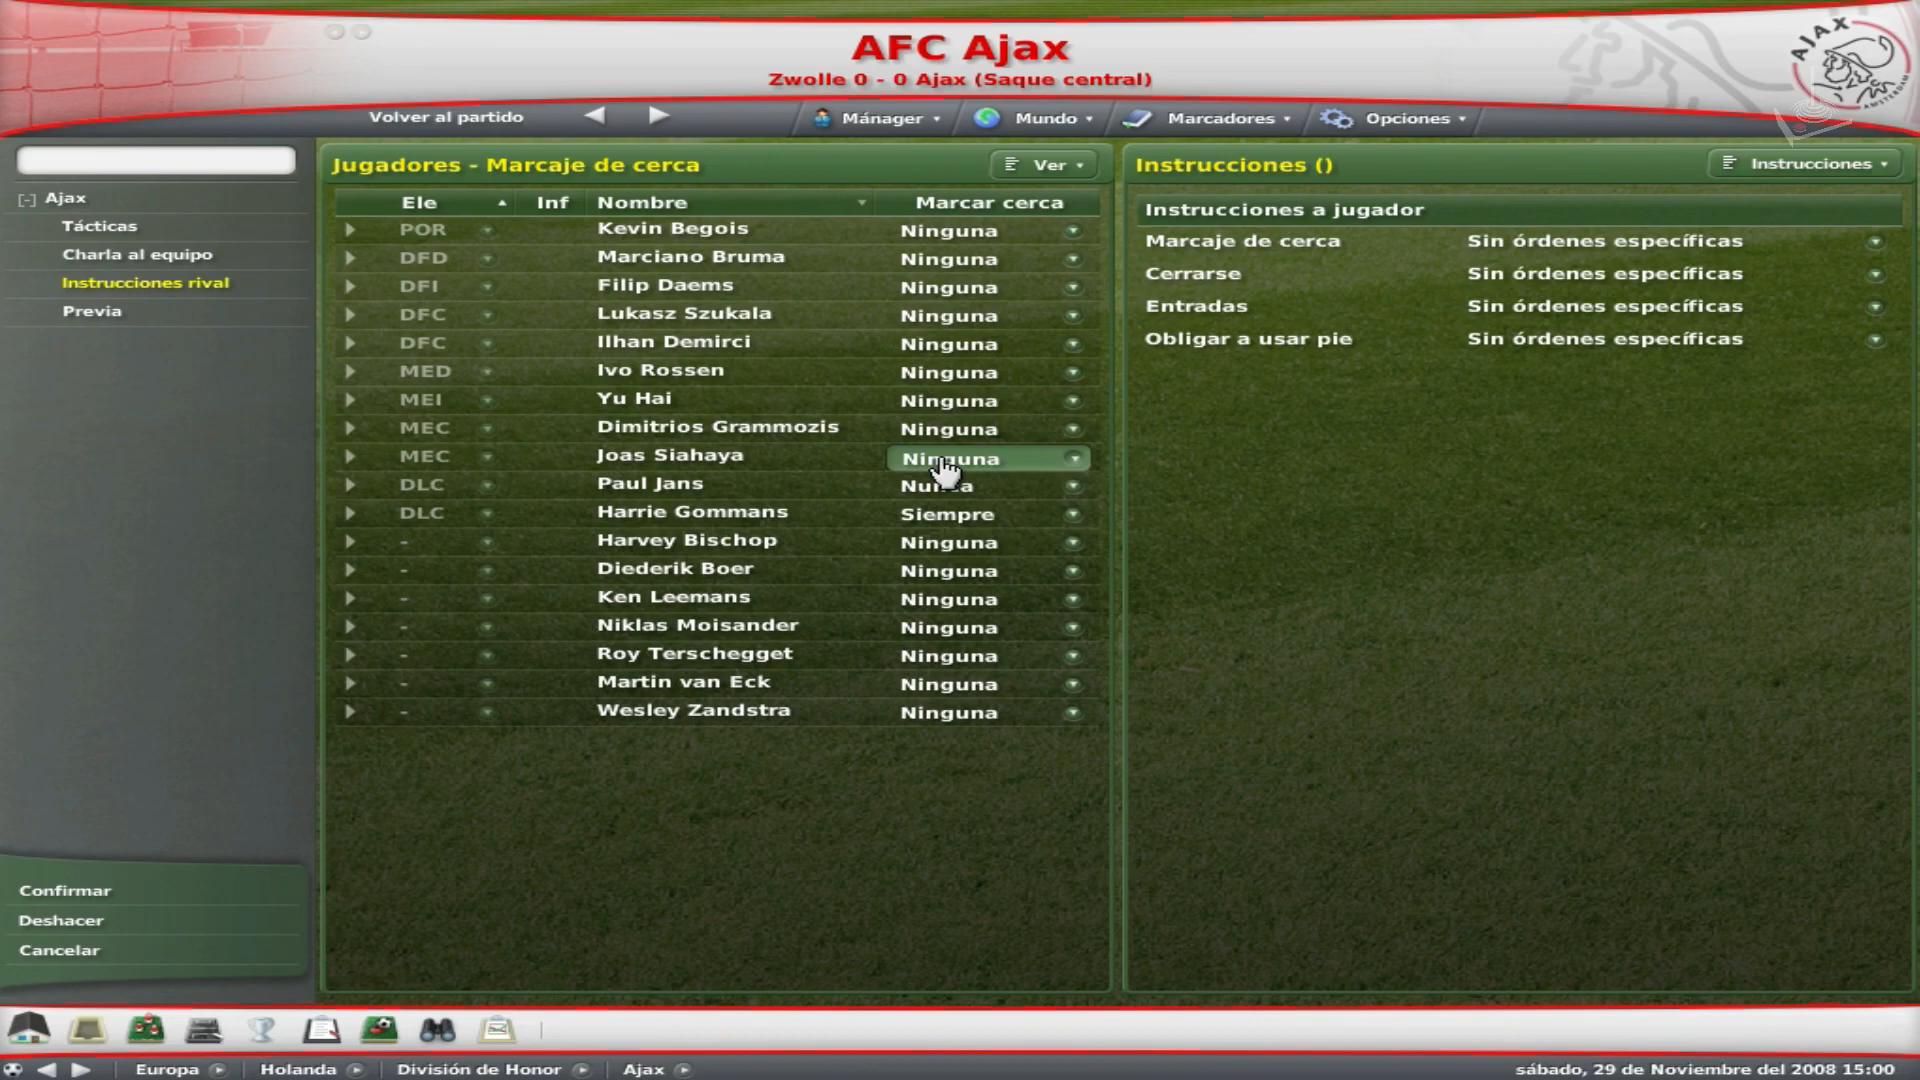 AFC Ajax
Zwolle 0 - 0 Ajax (Saque central)
AJAX
AMSTERDAM
Volver al partido
Mánager
Mundo
Marcadores
Opciones
[-] Ajax
Tácticas
Charla al equipo
Instrucciones rival
Previa
Confirmar
Deshacer
Cancelar
Jugadores - Marcaje de cerca
Ver
Ele Inf Nombre Marcar cerca
POR Kevin Begois Ninguna
DFD Marciano Bruma Ninguna
DFI Filip Daems Ninguna
DFC Lukasz Szukala Ninguna
DFC Ilhan Demirci Ninguna
MED Ivo Rossen Ninguna
MEI Yu Hai Ninguna
MEC Dimitrios Grammozis Ninguna
MEC Joas Siahaya Ninguna
DLC Paul Jans Nunca
DLC Harrie Gommans Siempre
- Harvey Bischop Ninguna
- Diederik Boer Ninguna
- Ken Leemans Ninguna
- Niklas Moisander Ninguna
- Roy Terschegget Ninguna
- Martin van Eck Ninguna
- Wesley Zandstra Ninguna
Instrucciones ()
Instrucciones
Instrucciones a jugador
Marcaje de cerca Sin órdenes específicas
Cerrarse Sin órdenes específicas
Entradas Sin órdenes específicas
Obligar a usar pie Sin órdenes específicas
Europa
Holanda
División de Honor
Ajax
sábado, 29 de Noviembre del 2008 15:00